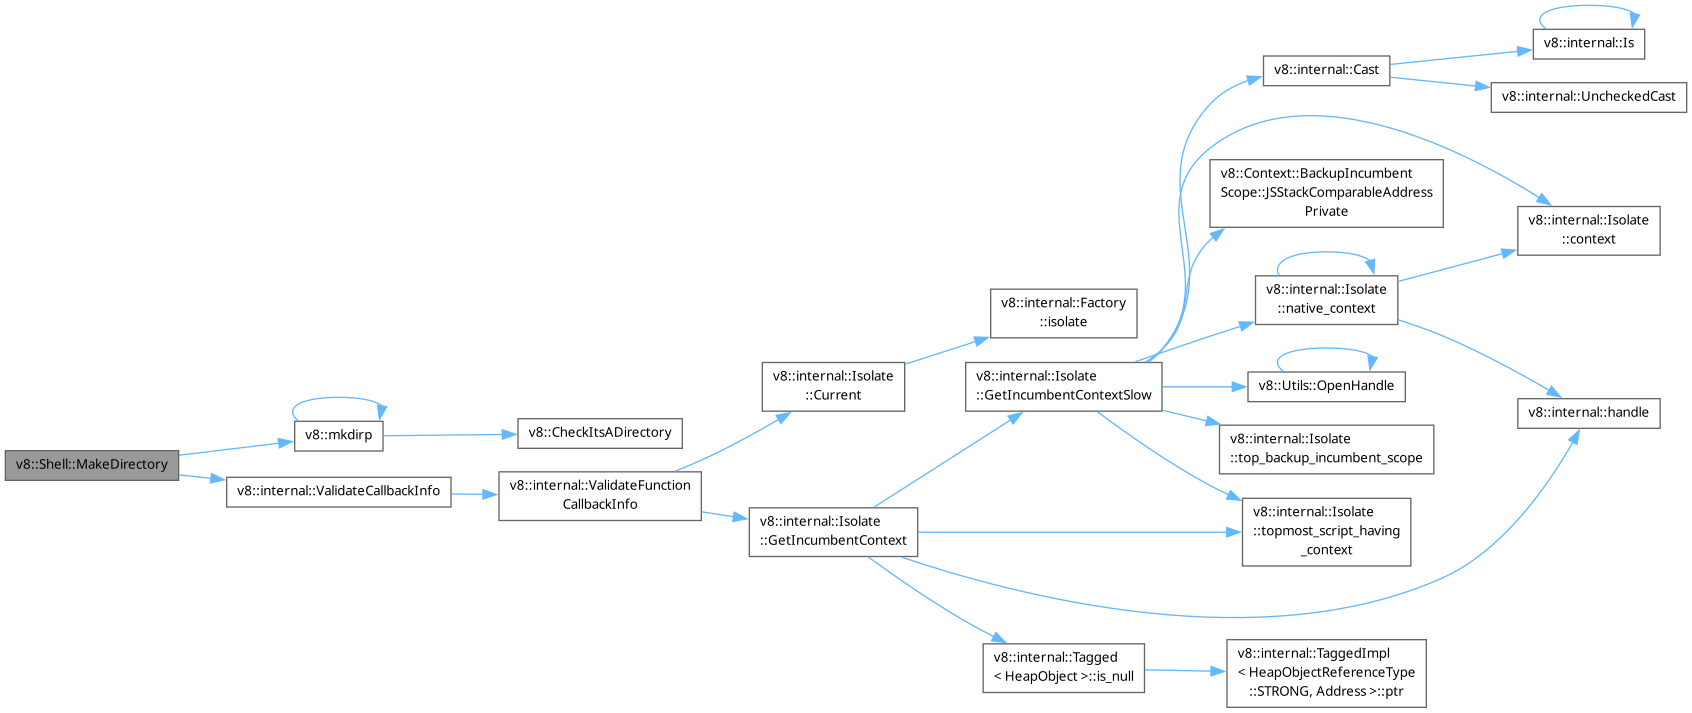 v8::Shell::MakeDirectory
v8::mkdirp
v8::CheckItsADirectory
v8::internal::ValidateCallbackInfo
v8::internal::ValidateFunction
CallbackInfo
v8::internal::Isolate
::Current
v8::internal::Factory
::isolate
v8::internal::Isolate
::GetIncumbentContext
v8::internal::Isolate
::GetIncumbentContextSlow
v8::internal::Cast
v8::internal::Is
v8::internal::UncheckedCast
v8::Context::BackupIncumbent
Scope::JSStackComparableAddress
Private
v8::internal::Isolate
::context
v8::internal::Isolate
::native_context
v8::internal::handle
v8::Utils::OpenHandle
v8::internal::Isolate
::top_backup_incumbent_scope
v8::internal::Isolate
::topmost_script_having
_context
v8::internal::Tagged
< HeapObject >::is_null
v8::internal::TaggedImpl
< HeapObjectReferenceType
::STRONG, Address >::ptr